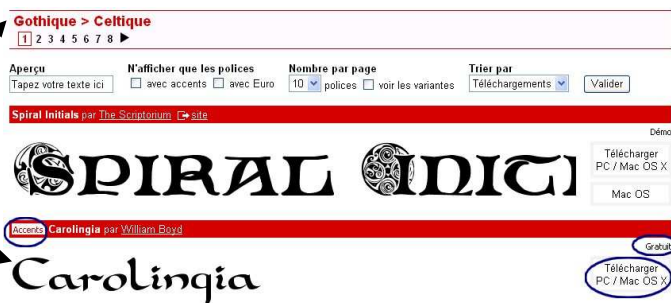 Gothique > Celtique
1 2 3 4 5 6 7 8
Aperçu N'afficher que les polices Nombre par page Trier par
Tapez votre texte ici avec accents avec Euro 10 polices voir les variantes Téléchargements Valider
Spiral Initials par The Scriptorium site
Démo
SPIRAL INITI
Télécharger
PC / Mac OS X
Mac OS
Accents Carolingia par William Boyd
Gratuit
Carolingia
Télécharger
PC / Mac OS X